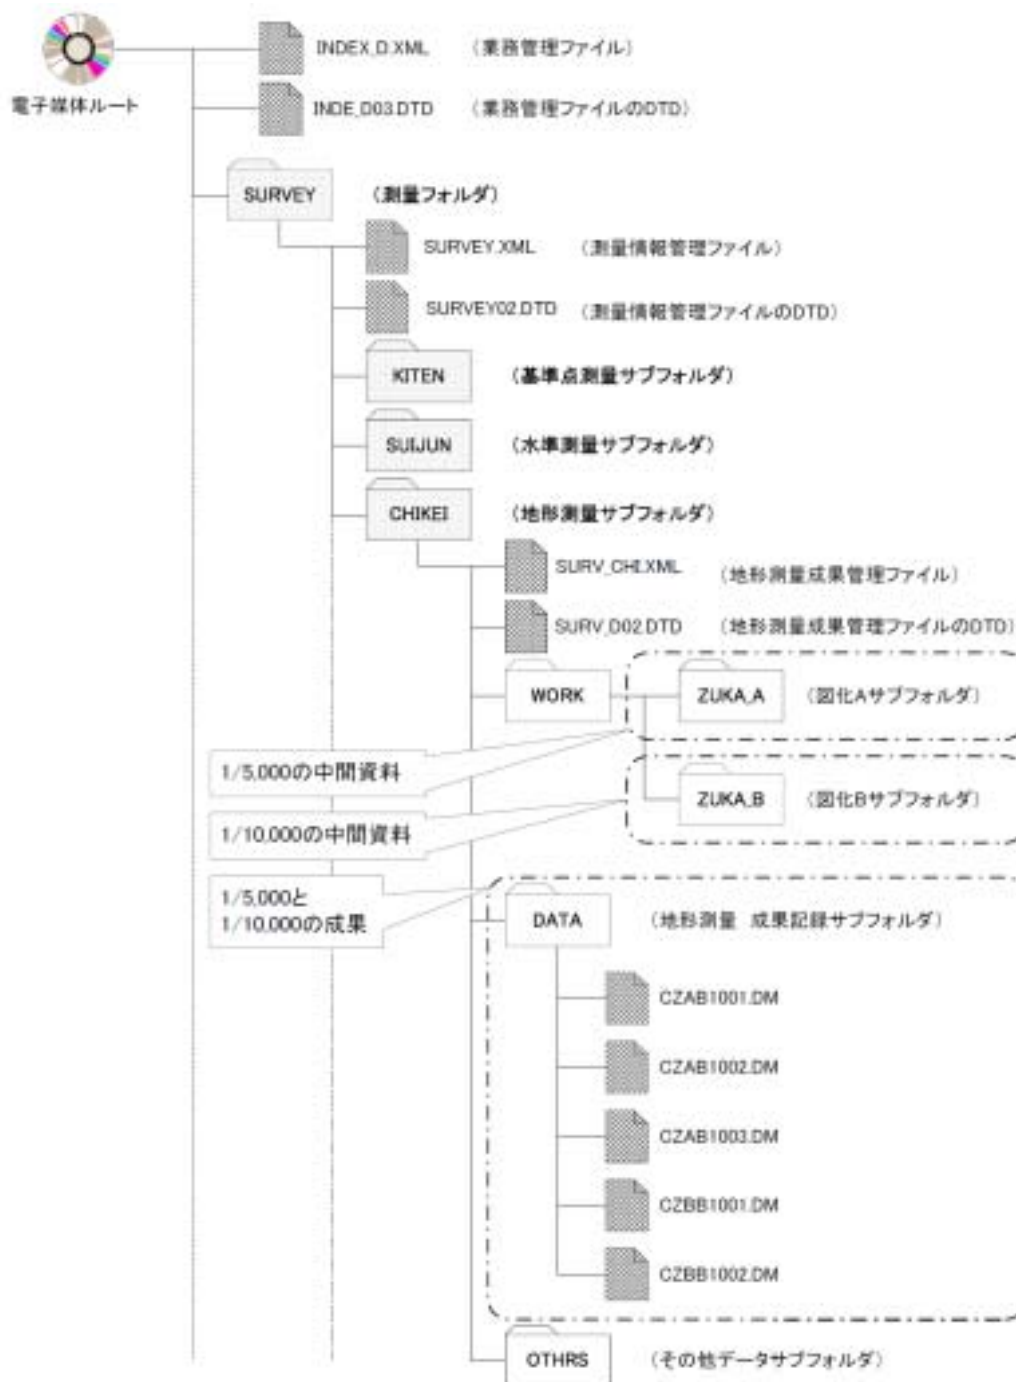 INDEX_D.XML （業務管理ファイル）
電子媒体ルート
INDE_D03.DTD （業務管理ファイルのDTD）
SURVEY （測量フォルダ）
SURVEY.XML （測量情報管理ファイル）
SURVEY02.DTD （測量情報管理ファイルのDTD）
KITEN （基準点測量サブフォルダ）
SUIJUN （水準測量サブフォルダ）
CHIKEI （地形測量サブフォルダ）
SURV_CHI.XML （地形測量成果管理ファイル）
SURV_D02.DTD （地形測量成果管理ファイルのDTD）
WORK ZUKA_A （図化Aサブフォルダ）
1/5,000の中間資料
ZUKA_B （図化Bサブフォルダ）
1/10,000の中間資料
1/5,000と
1/10,000の成果
DATA （地形測量 成果記録サブフォルダ）
CZAB1001.DM
CZAB1002.DM
CZAB1003.DM
CZBB1001.DM
CZBB1002.DM
OTHRS （その他データサブフォルダ）